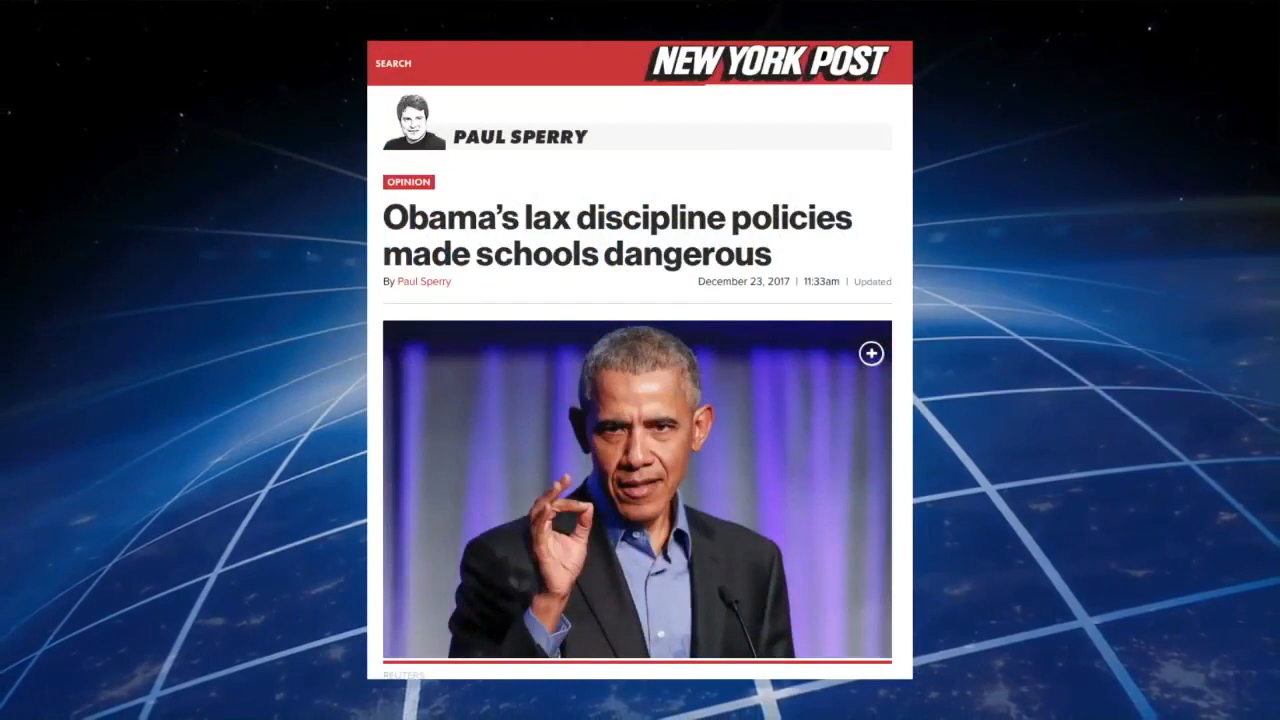 SEARCH
NEW YORK POST
PAUL SPERRY
OPINION
Obama's lax discipline policies
made schools dangerous
By Paul Sperry
December 23, 2017 | 11:33am | Updated
REUTERS